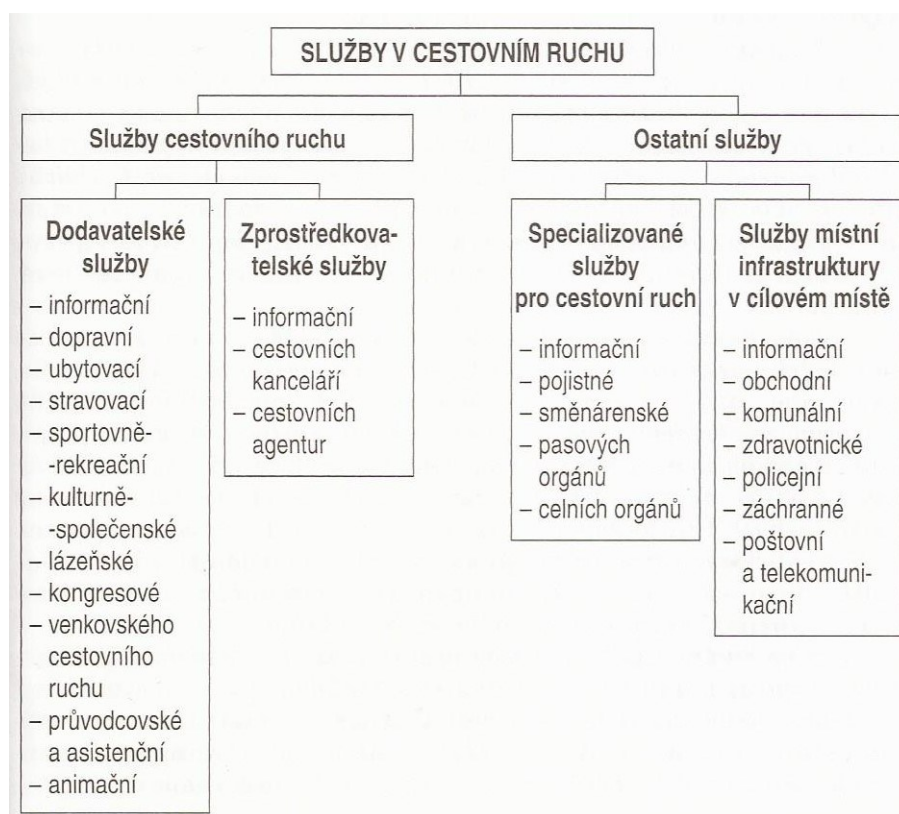 SLUŽBY V CESTOVNÍM RUCHU
Služby cestovního ruchu
Ostatní služby
Dodavatelské
služby
– informační
– dopravní
– ubytovací
– stravovací
– sportovně-
-rekreační
– kulturně-
-společenské
– lázeňské
– kongresové
– venkovského
cestovního
ruchu
– průvodcovské
a asistenční
– animační
Zprostředkova-
telské služby
– informační
– cestovních
kanceláří
– cestovních
agentur
Specializované
služby
pro cestovní ruch
– informační
– pojistné
– směnárenské
– pasových
orgánů
– celních orgánů
Služby místní
infrastruktury
v cílovém místě
– informační
– obchodní
– komunální
– zdravotnické
– policejní
– záchranné
– poštovní
a telekomuni-
kační